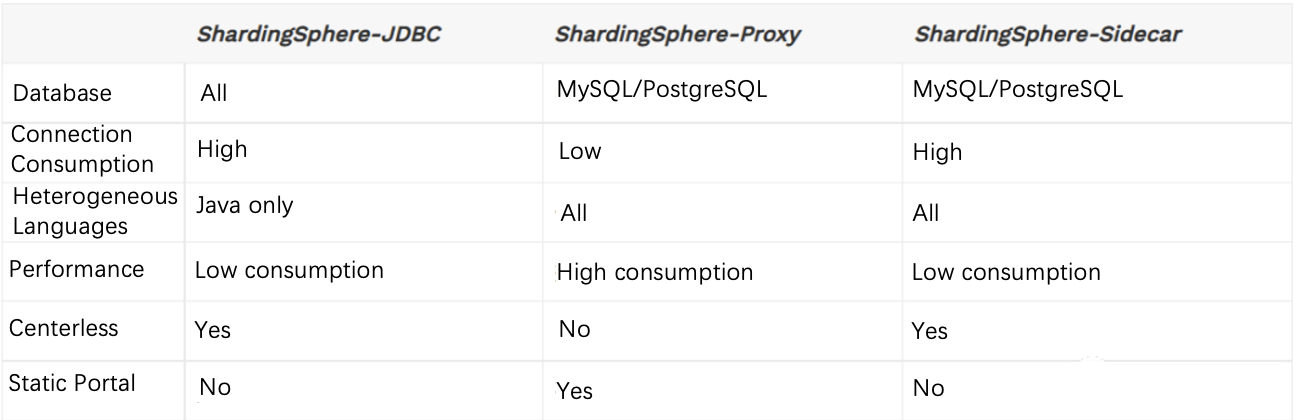 ShardingSphere-JDBC ShardingSphere-Proxy ShardingSphere-Sidecar
Database All MySQL/PostgreSQL MySQL/PostgreSQL
Connection
Consumption High Low High
Heterogeneous
Languages Java only All All
Performance Low consumption High consumption Low consumption
Centerless Yes No Yes
Static Portal No Yes No